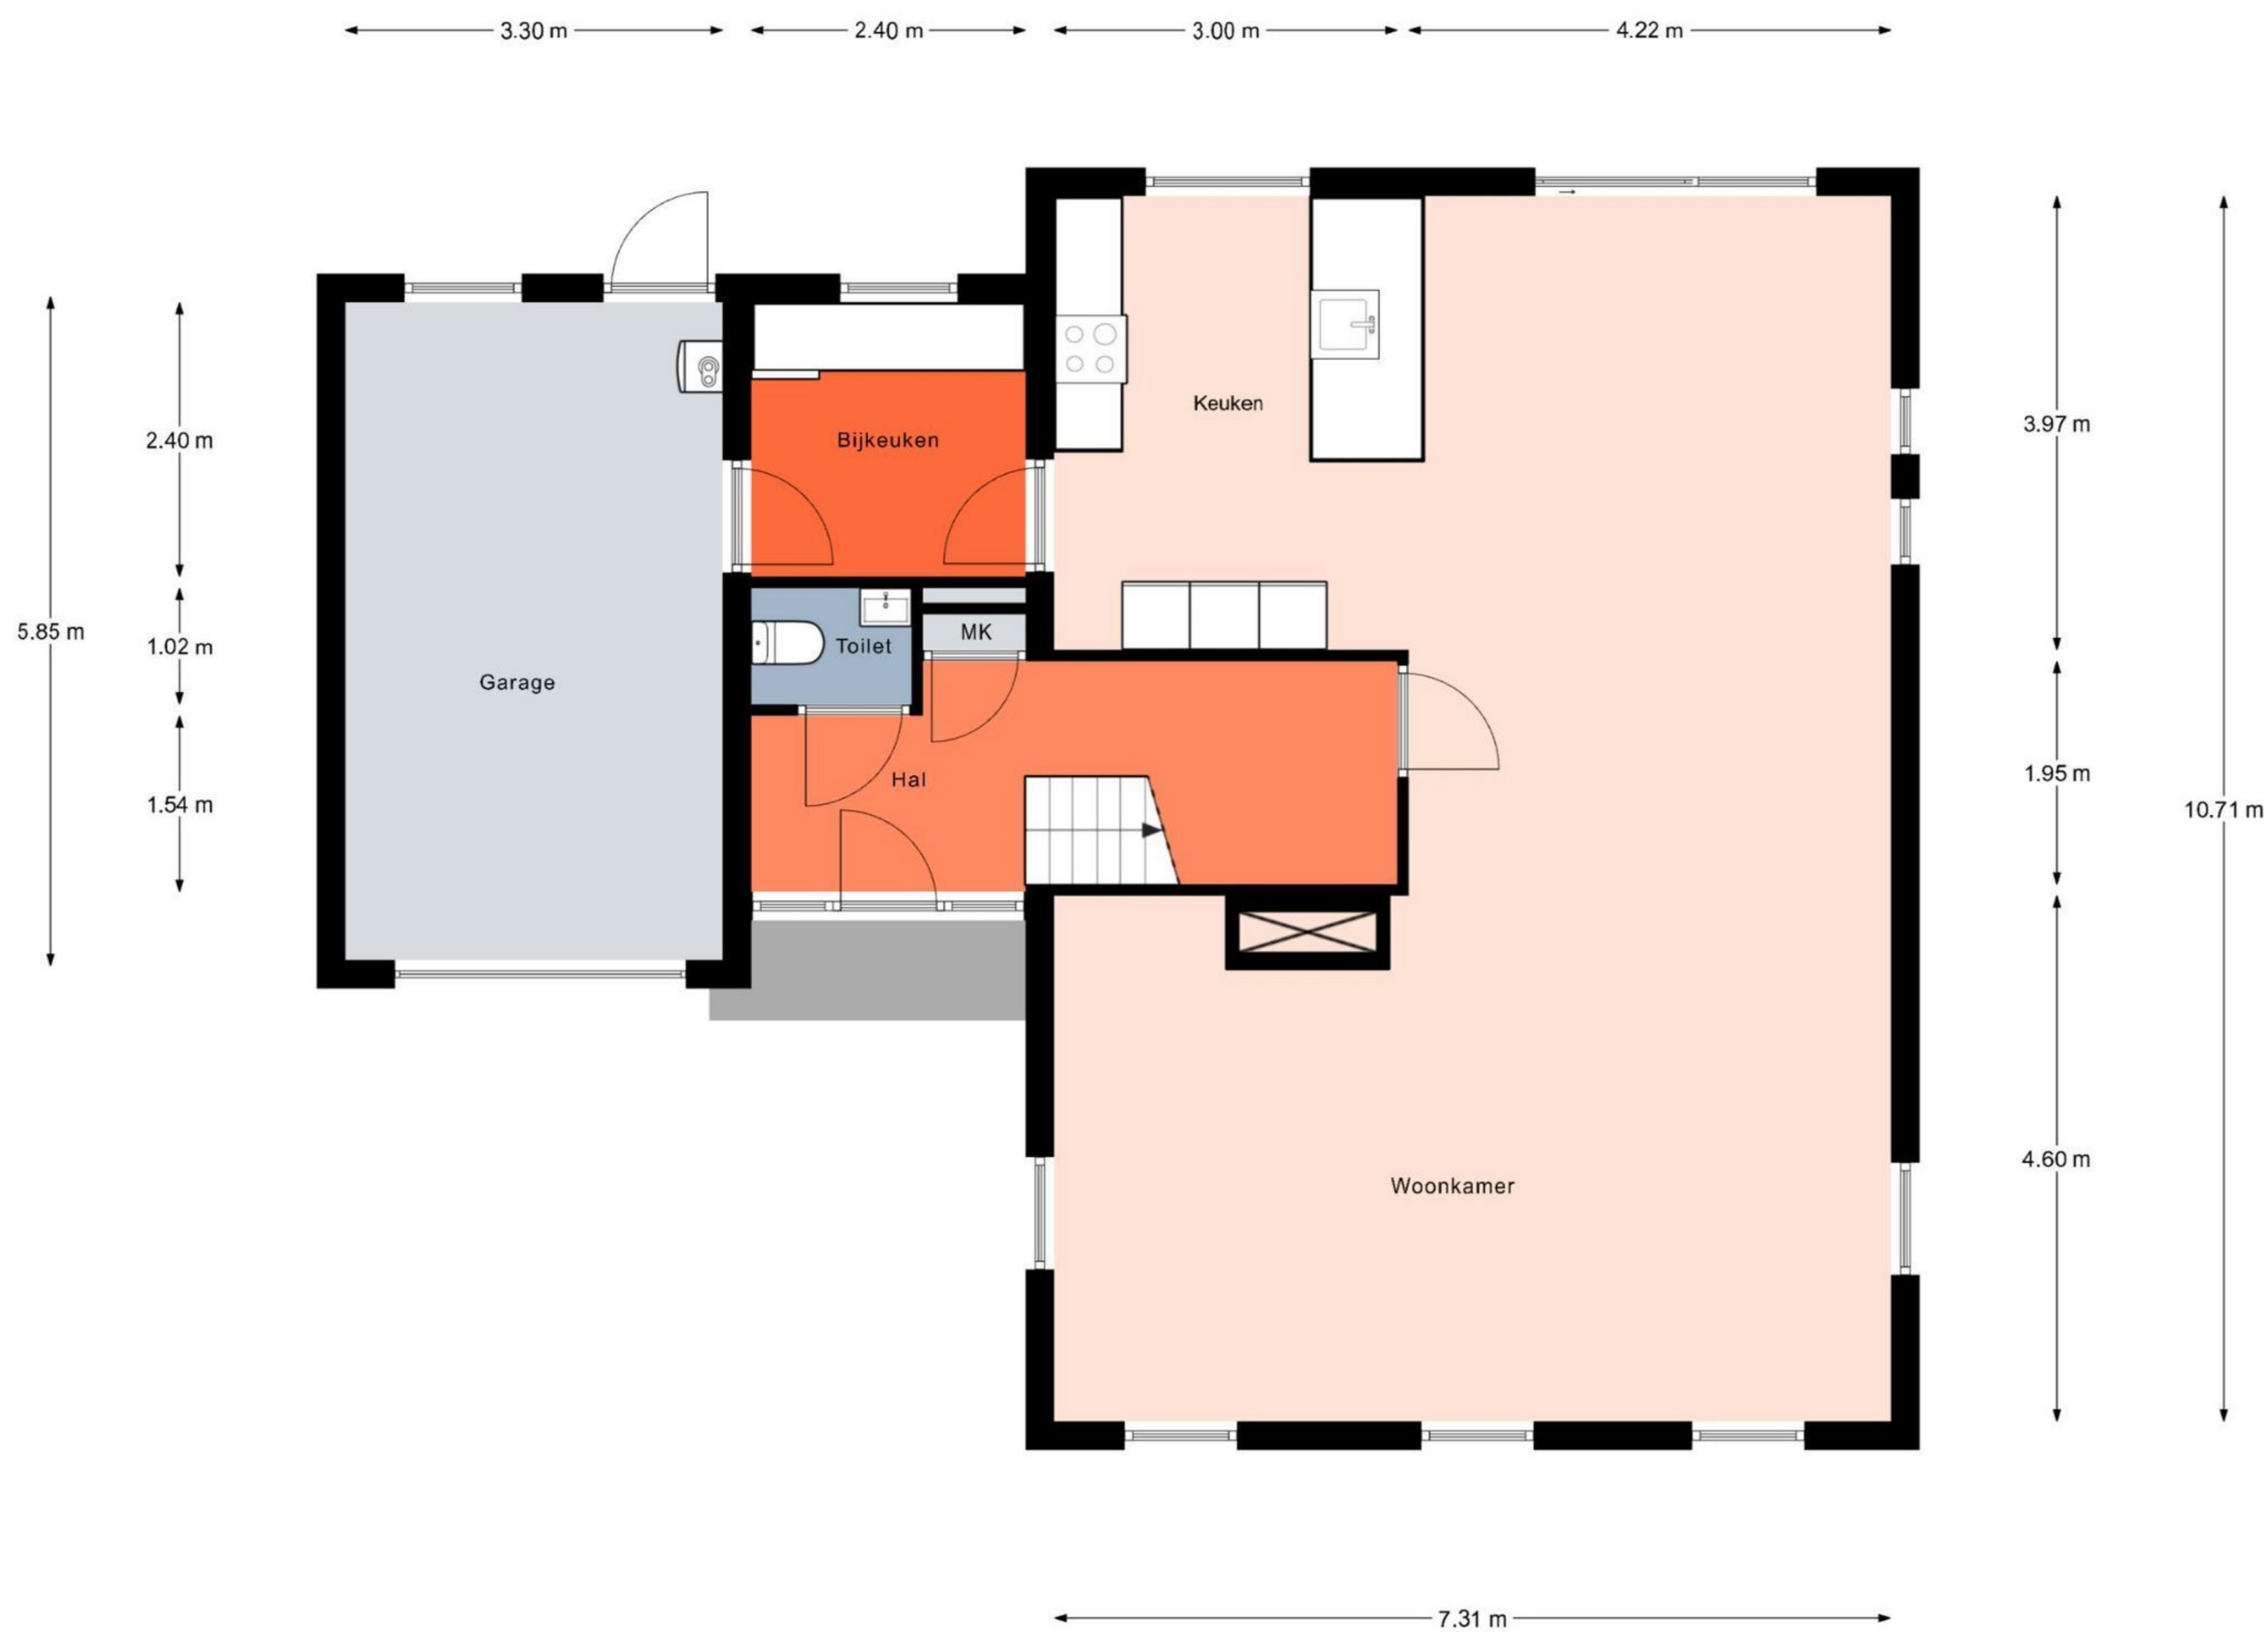 3.30 m
2.40 m
3.00 m
4.22 m
Keuken
3.97 m
2.40 m
Bijkeuken
5.85 m
1.02 m
Toilet
MK
Garage
Hal
1.54 m
1.95 m
10.71 m
4.60 m
Woonkamer
7.31 m